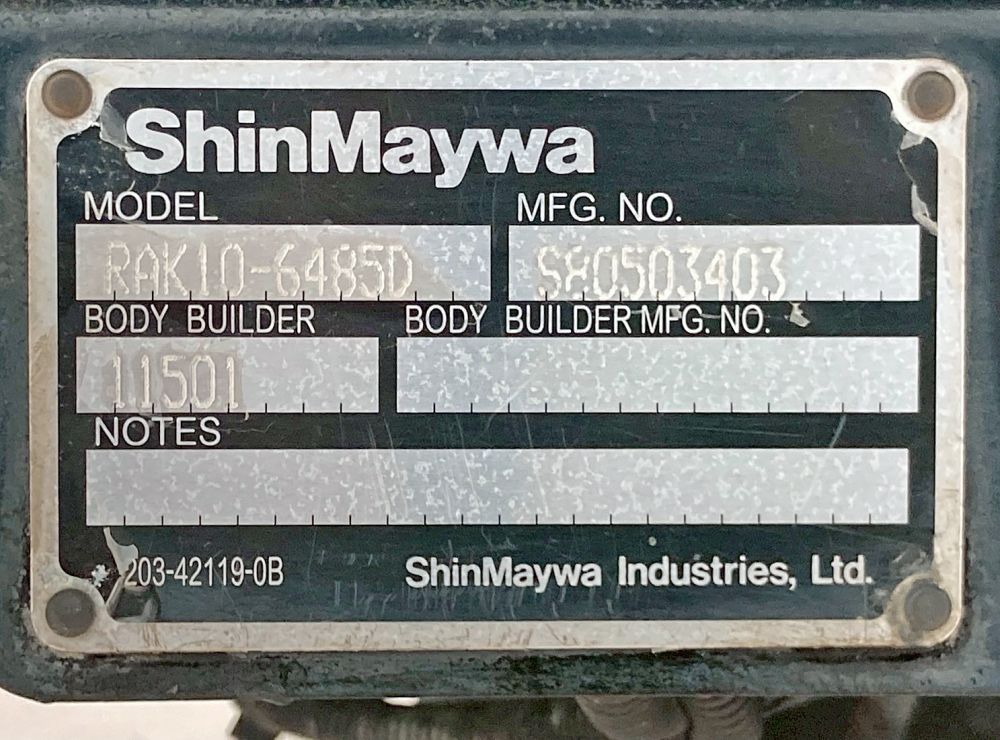 ShinMaywa
MODEL MFG. NO.
RAK10-6485D S80503403
BODY BUILDER BODY BUILDER MFG. NO.
11501
NOTES
203-42119-0B ShinMaywa Industries, Ltd.